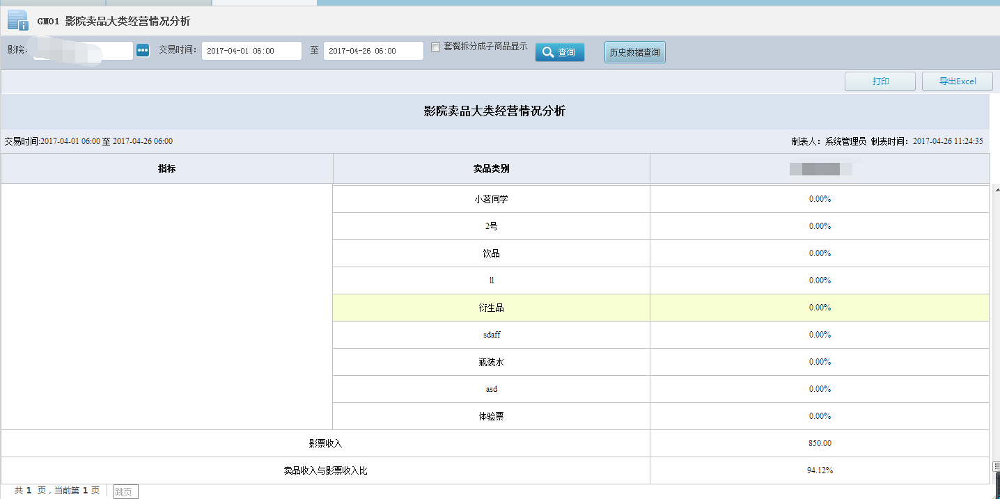 GM01 影院卖品大类经营情况分析
影院: 交易时间: 2017-04-01 06:00 至 2017-04-26 06:00 套餐拆分成子商品显示 查询 历史数据查询
打印 导出Excel
影院卖品大类经营情况分析
交易时间:2017-04-01 06:00 至 2017-04-26 06:00 制表人：系统管理员 制表时间：2017-04-26 11:24:35
指标 卖品类别
小茗同学 0.00%
2号 0.00%
饮品 0.00%
11 0.00%
衍生品 0.00%
sdaff 0.00%
瓶装水 0.00%
asd 0.00%
体验票 0.00%
影票收入 850.00
卖品收入与影票收入比 94.12%
共 1 页，当前第 1 页 跳页